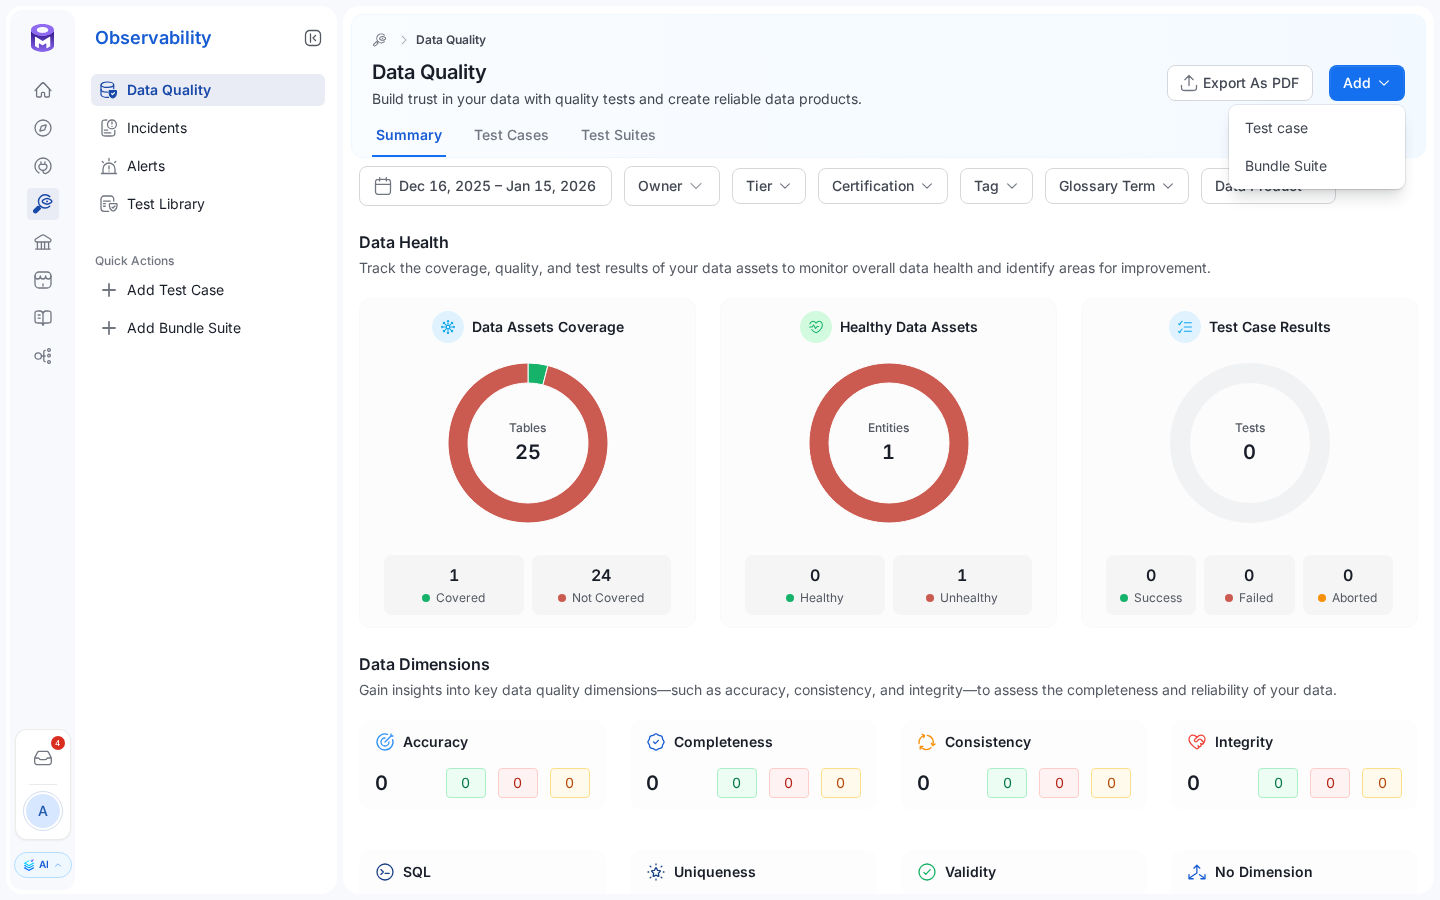 Observability
Data Quality
Incidents
Alerts
Test Library
Quick Actions
Add Test Case
Add Bundle Suite
4
A
AI
Data Quality
Data Quality
Build trust in your data with quality tests and create reliable data products.
Export As PDF
Add
Test case
Bundle Suite
Summary
Test Cases
Test Suites
Dec 16, 2025 – Jan 15, 2026
Owner
Tier
Certification
Tag
Glossary Term
Data Product
Data Health
Track the coverage, quality, and test results of your data assets to monitor overall data health and identify areas for improvement.
Data Assets Coverage
Tables
25
1
Covered
24
Not Covered
Healthy Data Assets
Entities
1
0
Healthy
1
Unhealthy
Test Case Results
Tests
0
0
Success
0
Failed
0
Aborted
Data Dimensions
Gain insights into key data quality dimensions—such as accuracy, consistency, and integrity—to assess the completeness and reliability of your data.
Accuracy
0 0 0 0
Completeness
0 0 0 0
Consistency
0 0 0 0
Integrity
0 0 0 0
SQL
Uniqueness
Validity
No Dimension